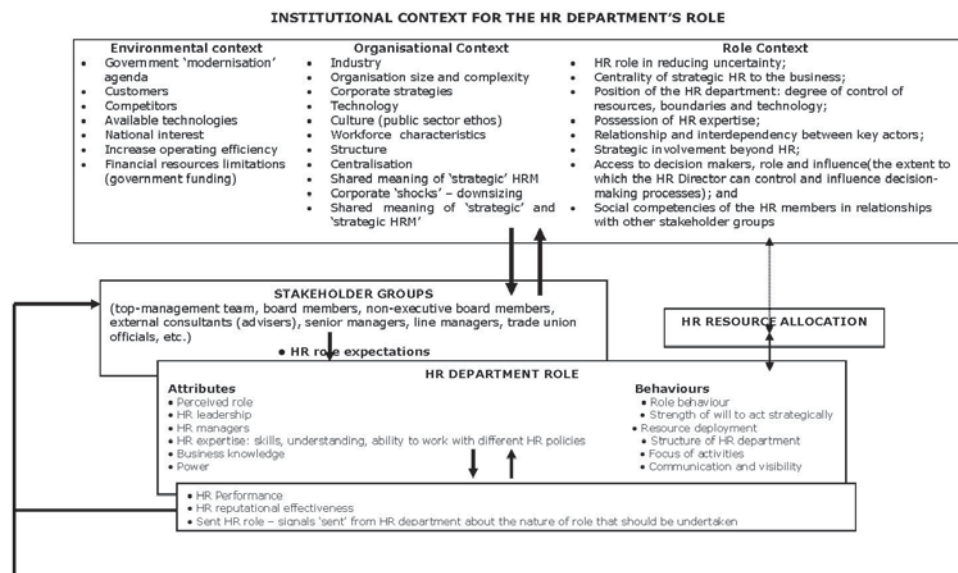 INSTITUTIONAL CONTEXT FOR THE HR DEPARTMENT'S ROLE
Environmental context
• Government 'modernisation'
agenda
• Customers
• Competitors
• Available technologies
• National interest
• Increase operating efficiency
• Financial resources limitations
(government funding)
Organisational Context
• Industry
• Organisation size and complexity
• Corporate strategies
• Technology
• Culture (public sector ethos)
• Workforce characteristics
• Structure
• Centralisation
• Shared meaning of 'strategic' HRM
• Corporate 'shocks' – downsizing
• Shared meaning of 'strategic' and
'strategic HRM'
Role Context
• HR role in reducing uncertainty;
• Centrality of strategic HR to the business;
• Position of the HR department: degree of control of
resources, boundaries and technology;
• Possession of HR expertise;
• Relationship and interdependency between key actors;
• Strategic involvement beyond HR;
• Access to decision makers, role and influence(the extent to
which the HR Director can control and influence decision-
making processes); and
• Social competencies of the HR members in relationships
with other stakeholder groups
STAKEHOLDER GROUPS
(top-management team, board members, non-executive board members,
external consultants (advisers), senior managers, line managers, trade union
officials, etc.)
• HR role expectations
HR RESOURCE ALLOCATION
HR DEPARTMENT ROLE
Attributes
• Perceived role
• HR leadership
• HR managers
• HR expertise: skills, understanding, ability to work with different HR policies
• Business knowledge
• Power
Behaviours
• Role behaviour
• Strength of will to act strategically
• Resource deployment
• Structure of HR department
• Focus of activities
• Communication and visibility
• HR Performance
• HR reputational effectiveness
• Sent HR role – signals 'sent' from HR department about the nature of role that should be undertaken